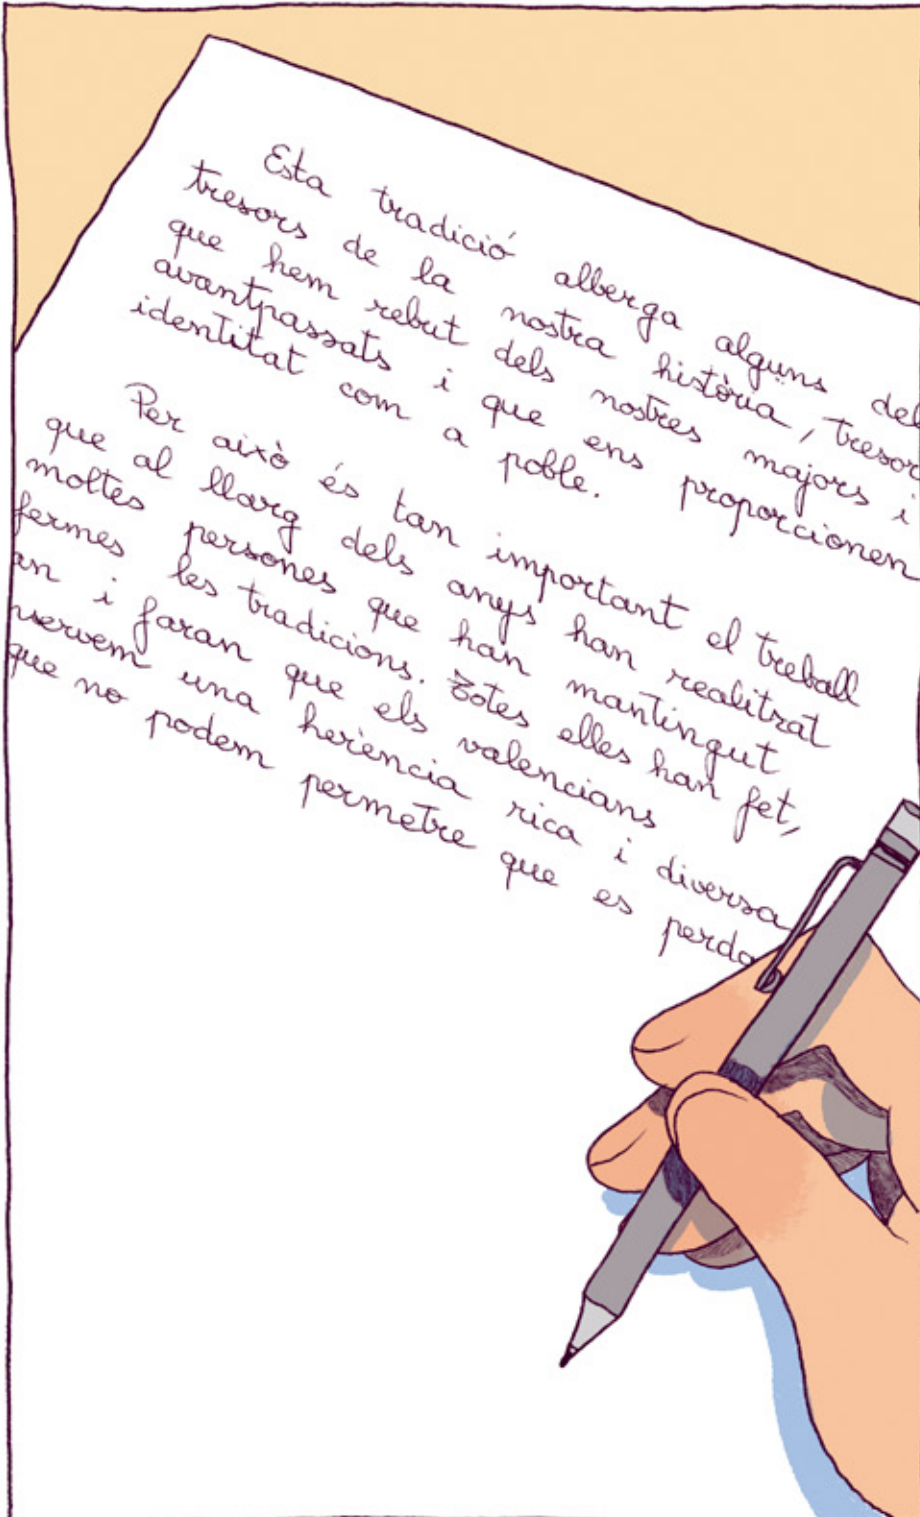 Esta tradició alberga alguns del
tresors de la nostra història, tresor
que hem rebut dels nostres majors i
avantpassats i que ens proporcionen
identitat com a poble.
Per això és tan important el treball
que al llarg dels anys han realitzat
moltes persones que han mantingut
fermes les tradicions. Totes elles han fet,
an i faran que els valencians
nservem una herència rica i diversa
que no podem permetre que es perda